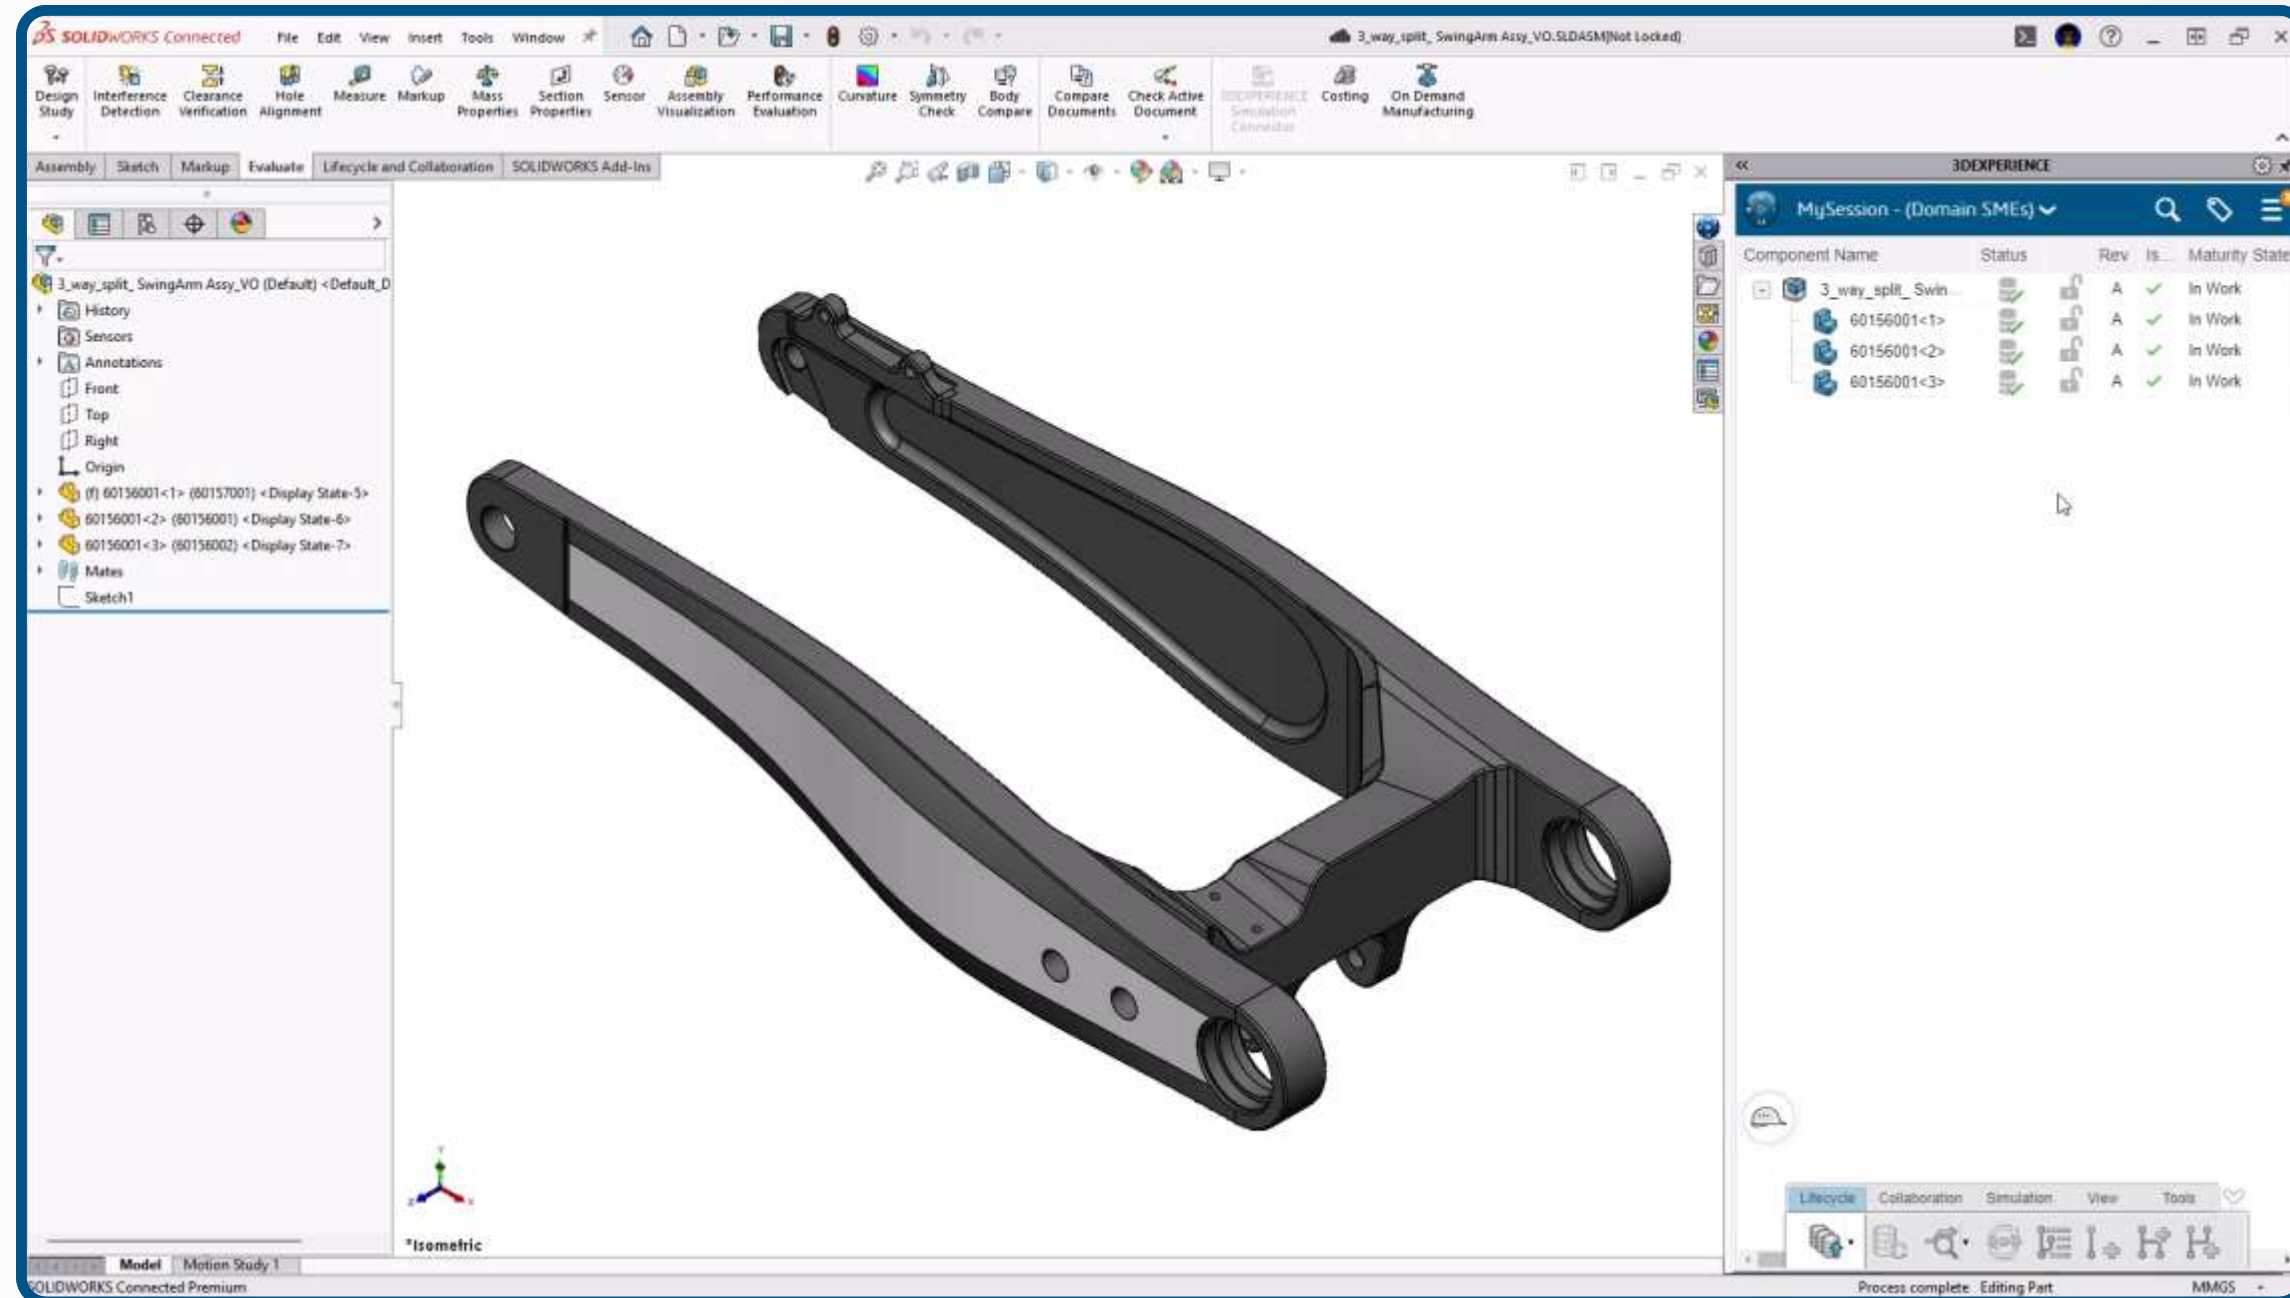 SOLIDWORKS Connected File Edit View Insert Tools Window 3_way_split_ SwingArm Assy_VO.SLDASM[Not Locked]
Design Study
Interference Detection
Clearance Verification
Hole Alignment
Measure
Markup
Mass Properties
Section Properties
Sensor
Assembly Visualization
Performance Evaluation
Curvature
Symmetry Check
Body Compare
Compare Documents
Check Active Document
3DEXPERIENCE Simulation Connector
Costing
On Demand Manufacturing
Assembly Sketch Markup Evaluate Lifecycle and Collaboration SOLIDWORKS Add-Ins
3_way_split_ SwingArm Assy_VO (Default) <Default_D
History
Sensors
Annotations
Front
Top
Right
Origin
(f) 60156001<1> (60157001) <Display State-5>
60156001<2> (60156001) <Display State-6>
60156001<3> (60156002) <Display State-7>
Mates
Sketch1
*Isometric
3DEXPERIENCE
MySession - (Domain SMEs)
Component Name Status Rev Is... Maturity State
3_way_split_ Swin... A In Work
60156001<1> A In Work
60156001<2> A In Work
60156001<3> A In Work
Lifecycle Collaboration Simulation View Tools
Model Motion Study 1
SOLIDWORKS Connected Premium Process complete Editing Part MMGS